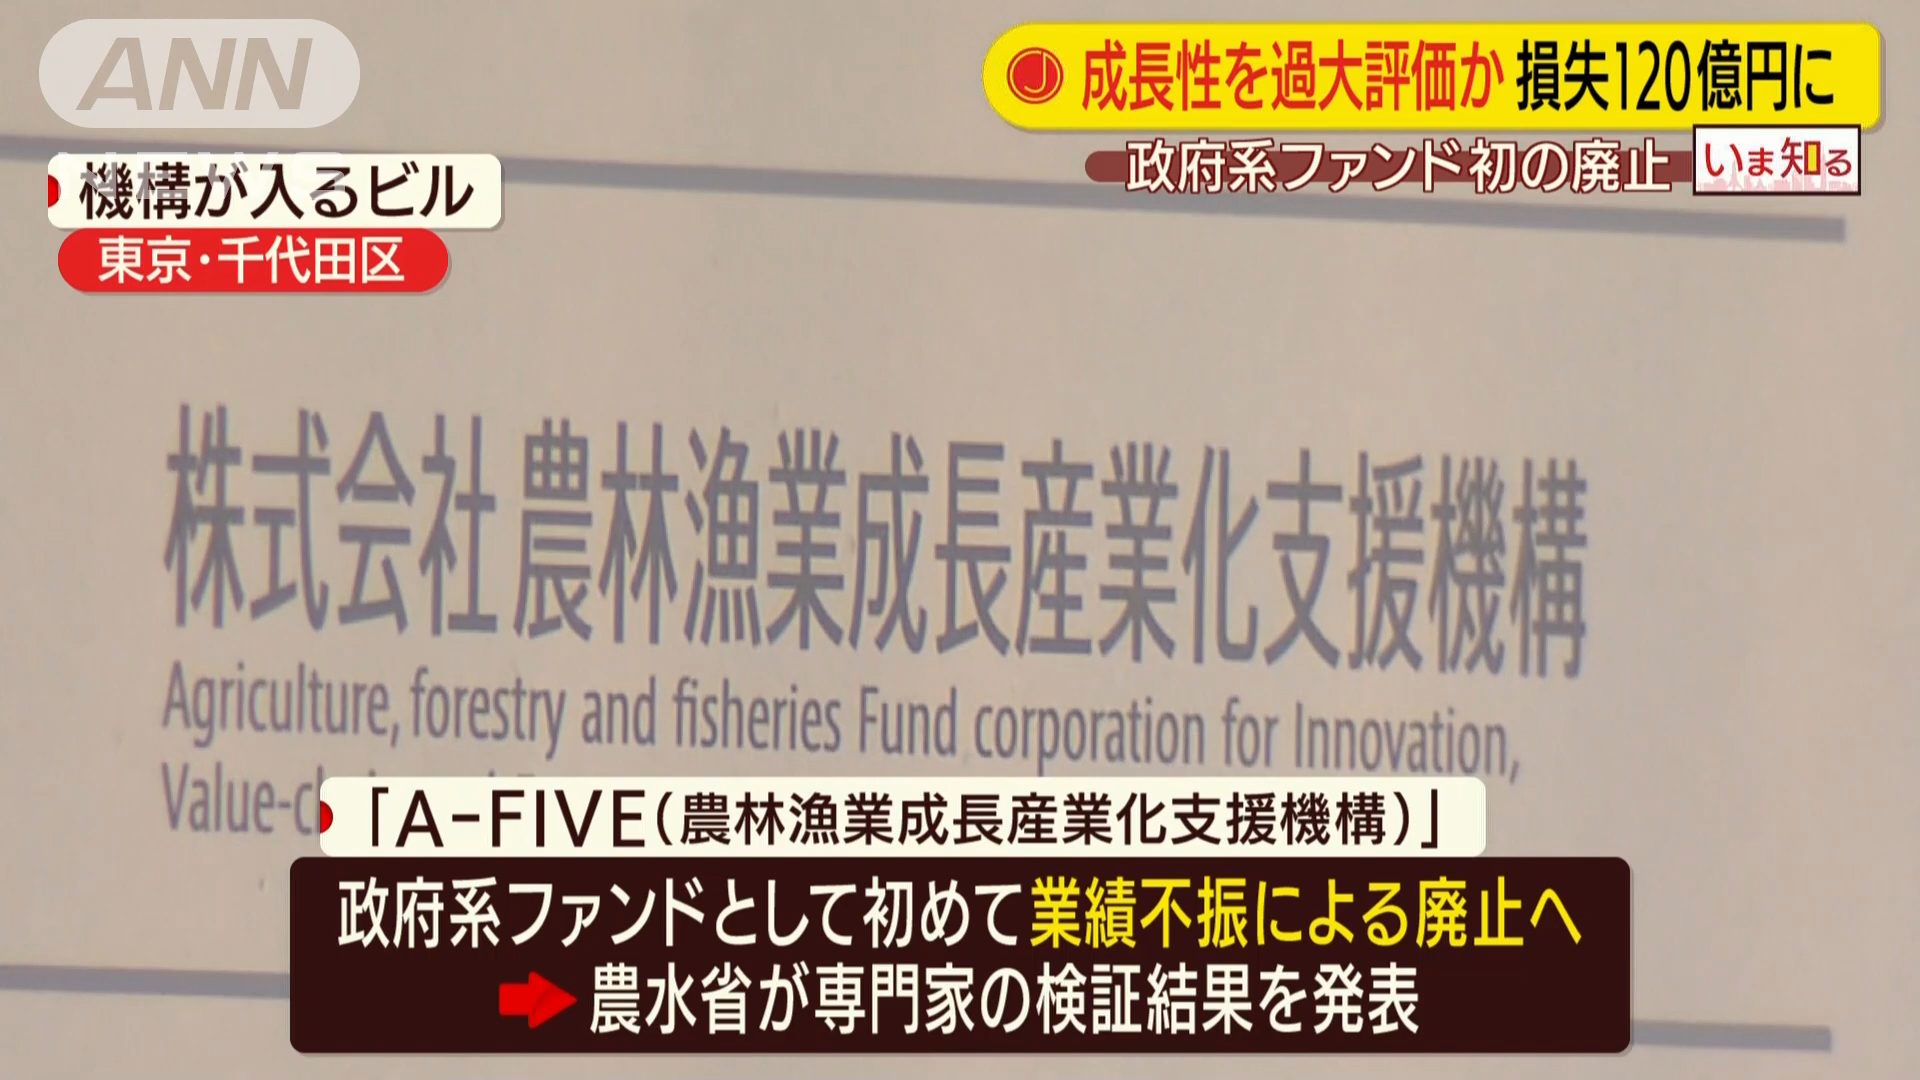 ANN
NEWS
成長性を過大評価か 損失120億円に
政府系ファンド初の廃止
いま知る
機構が入るビル
東京・千代田区
株式会社 農林漁業成長産業化支援機構
Agriculture, forestry and fisheries Fund corporation for Innovation,
「A-FIVE(農林漁業成長産業化支援機構)」
政府系ファンドとして初めて業績不振による廃止へ
➡農水省が専門家の検証結果を発表